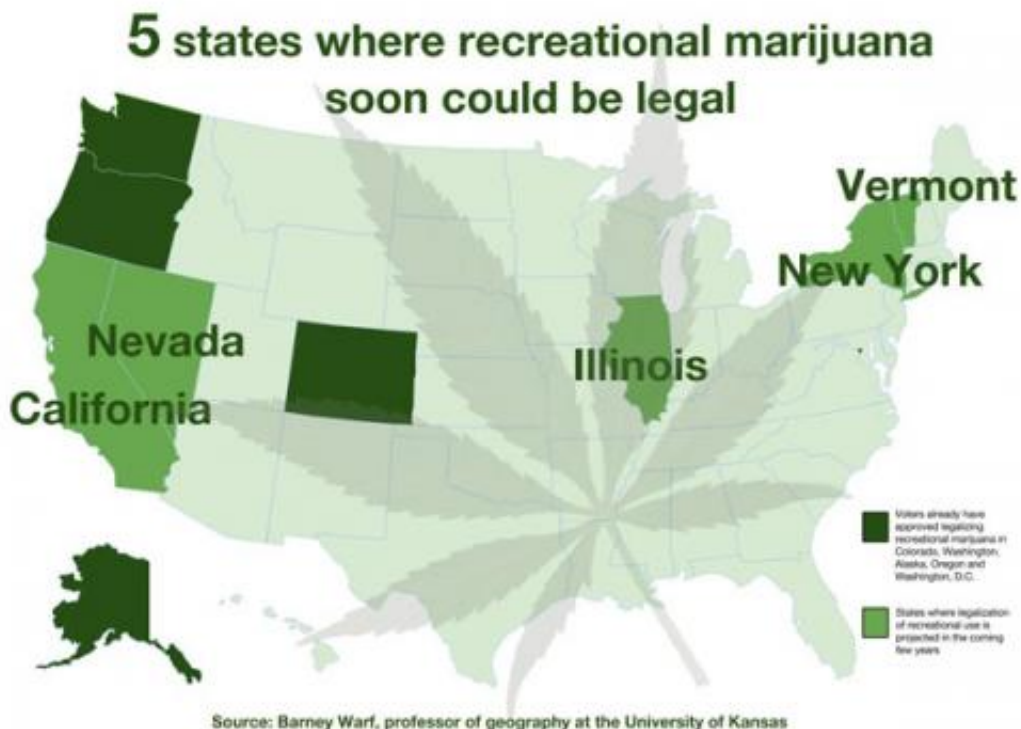 5 states where recreational marijuana
soon could be legal
Vermont
New York
Nevada
Illinois
California
Voters already have
approved legalizing
recreational marijuana in
Colorado, Washington,
Alaska, Oregon and
Washington, D.C.
States where legalization
of recreational use is
projected in the coming
few years
Source: Barney Warf, professor of geography at the University of Kansas